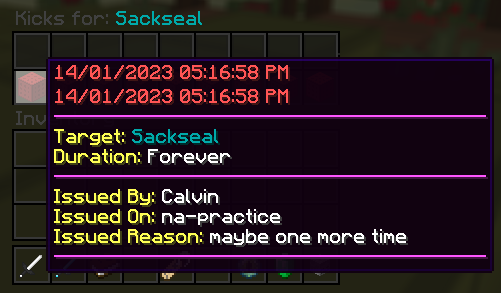 Kicks for: Sackseal
14/01/2023 05:16:58 PM
14/01/2023 05:16:58 PM
Inv
Target: Sackseal
Duration: Forever
Issued By: Calvin
Issued On: na-practice
Issued Reason: maybe one more time